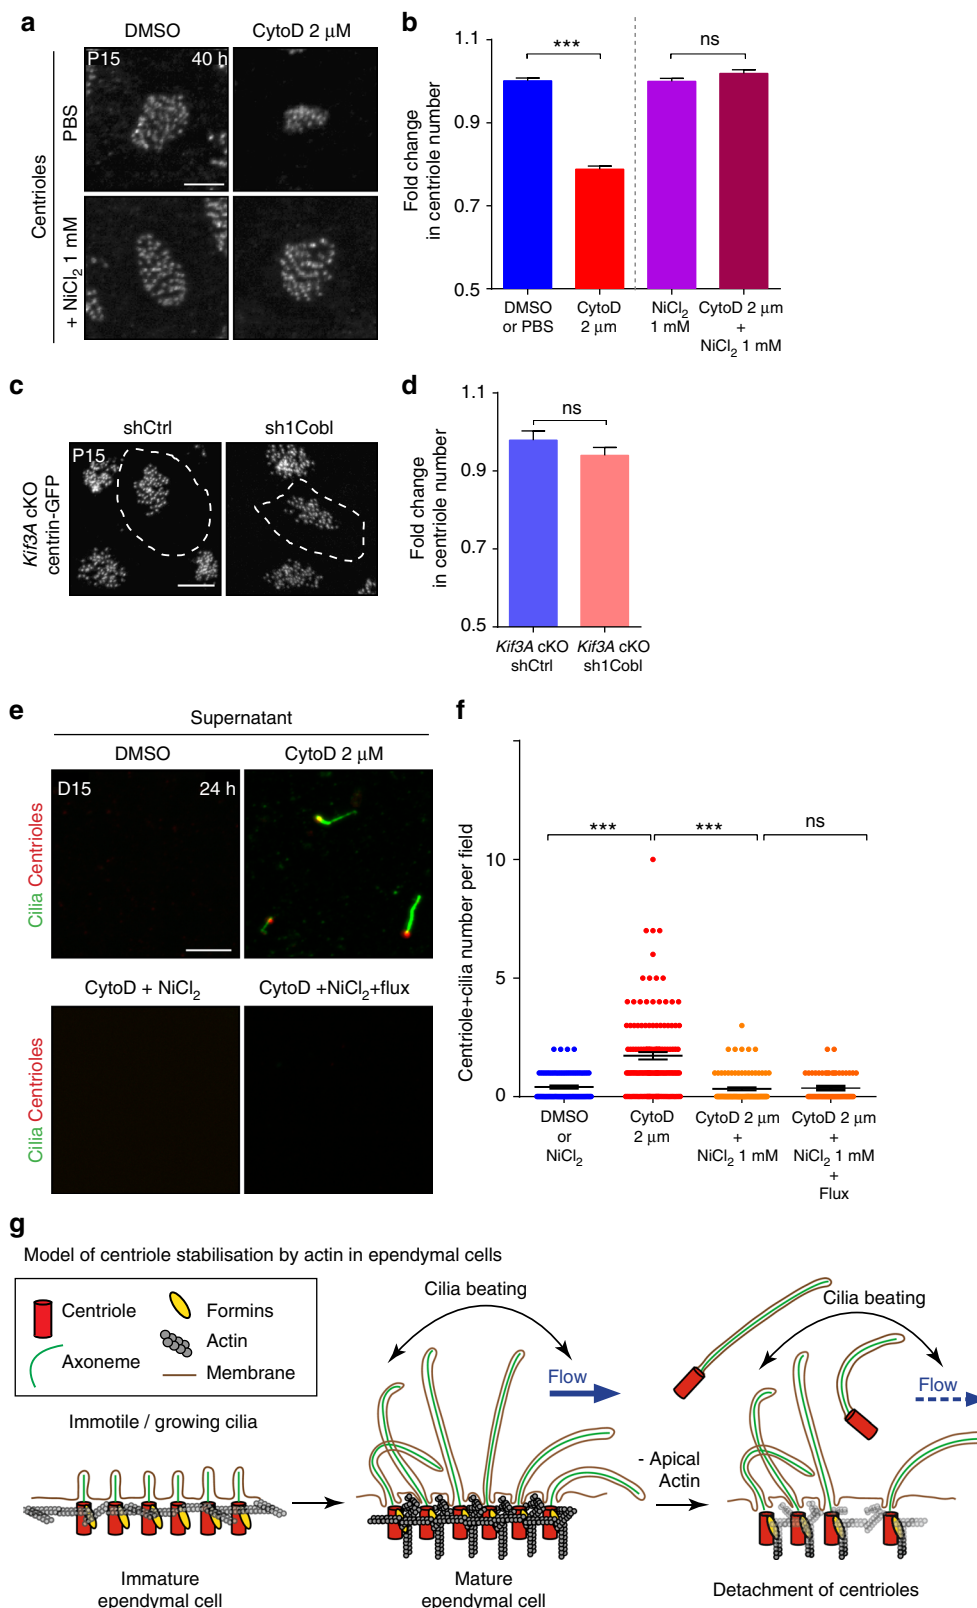 a
DMSO
CytoD 2 μM
Centrioles
PBS
+ NiCl₂ 1 mM
P15
40 h
b
Fold change
in centriole number
1.1
0.9
0.7
0.5
***
ns
DMSO
or PBS
CytoD
2 μm
NiCl₂
1 mM
CytoD 2 μm
+
NiCl₂ 1 mM
c
shCtrl
sh1Cobl
Kif3A cKO
centrin-GFP
P15
d
Fold change
in centriole number
1.1
0.9
0.7
0.5
ns
Kif3A cKO
shCtrl
Kif3A cKO
sh1Cobl
e
Supernatant
DMSO
CytoD 2 μM
Cilia Centrioles
D15
24 h
CytoD + NiCl₂
CytoD +NiCl₂+flux
Cilia Centrioles
f
Centriole+cilia number per field
10
5
0
***
***
ns
DMSO
or
NiCl₂
CytoD
2 μm
CytoD 2 μm
+
NiCl₂ 1 mM
CytoD 2 μm
+
NiCl₂ 1 mM
+
Flux
g
Model of centriole stabilisation by actin in ependymal cells
Centriole
Formins
Axoneme
Actin
Membrane
Immotile / growing cilia
Immature
ependymal cell
Cilia beating
Flow
Mature
ependymal cell
- Apical
Actin
Cilia beating
Flow
Detachment of centrioles